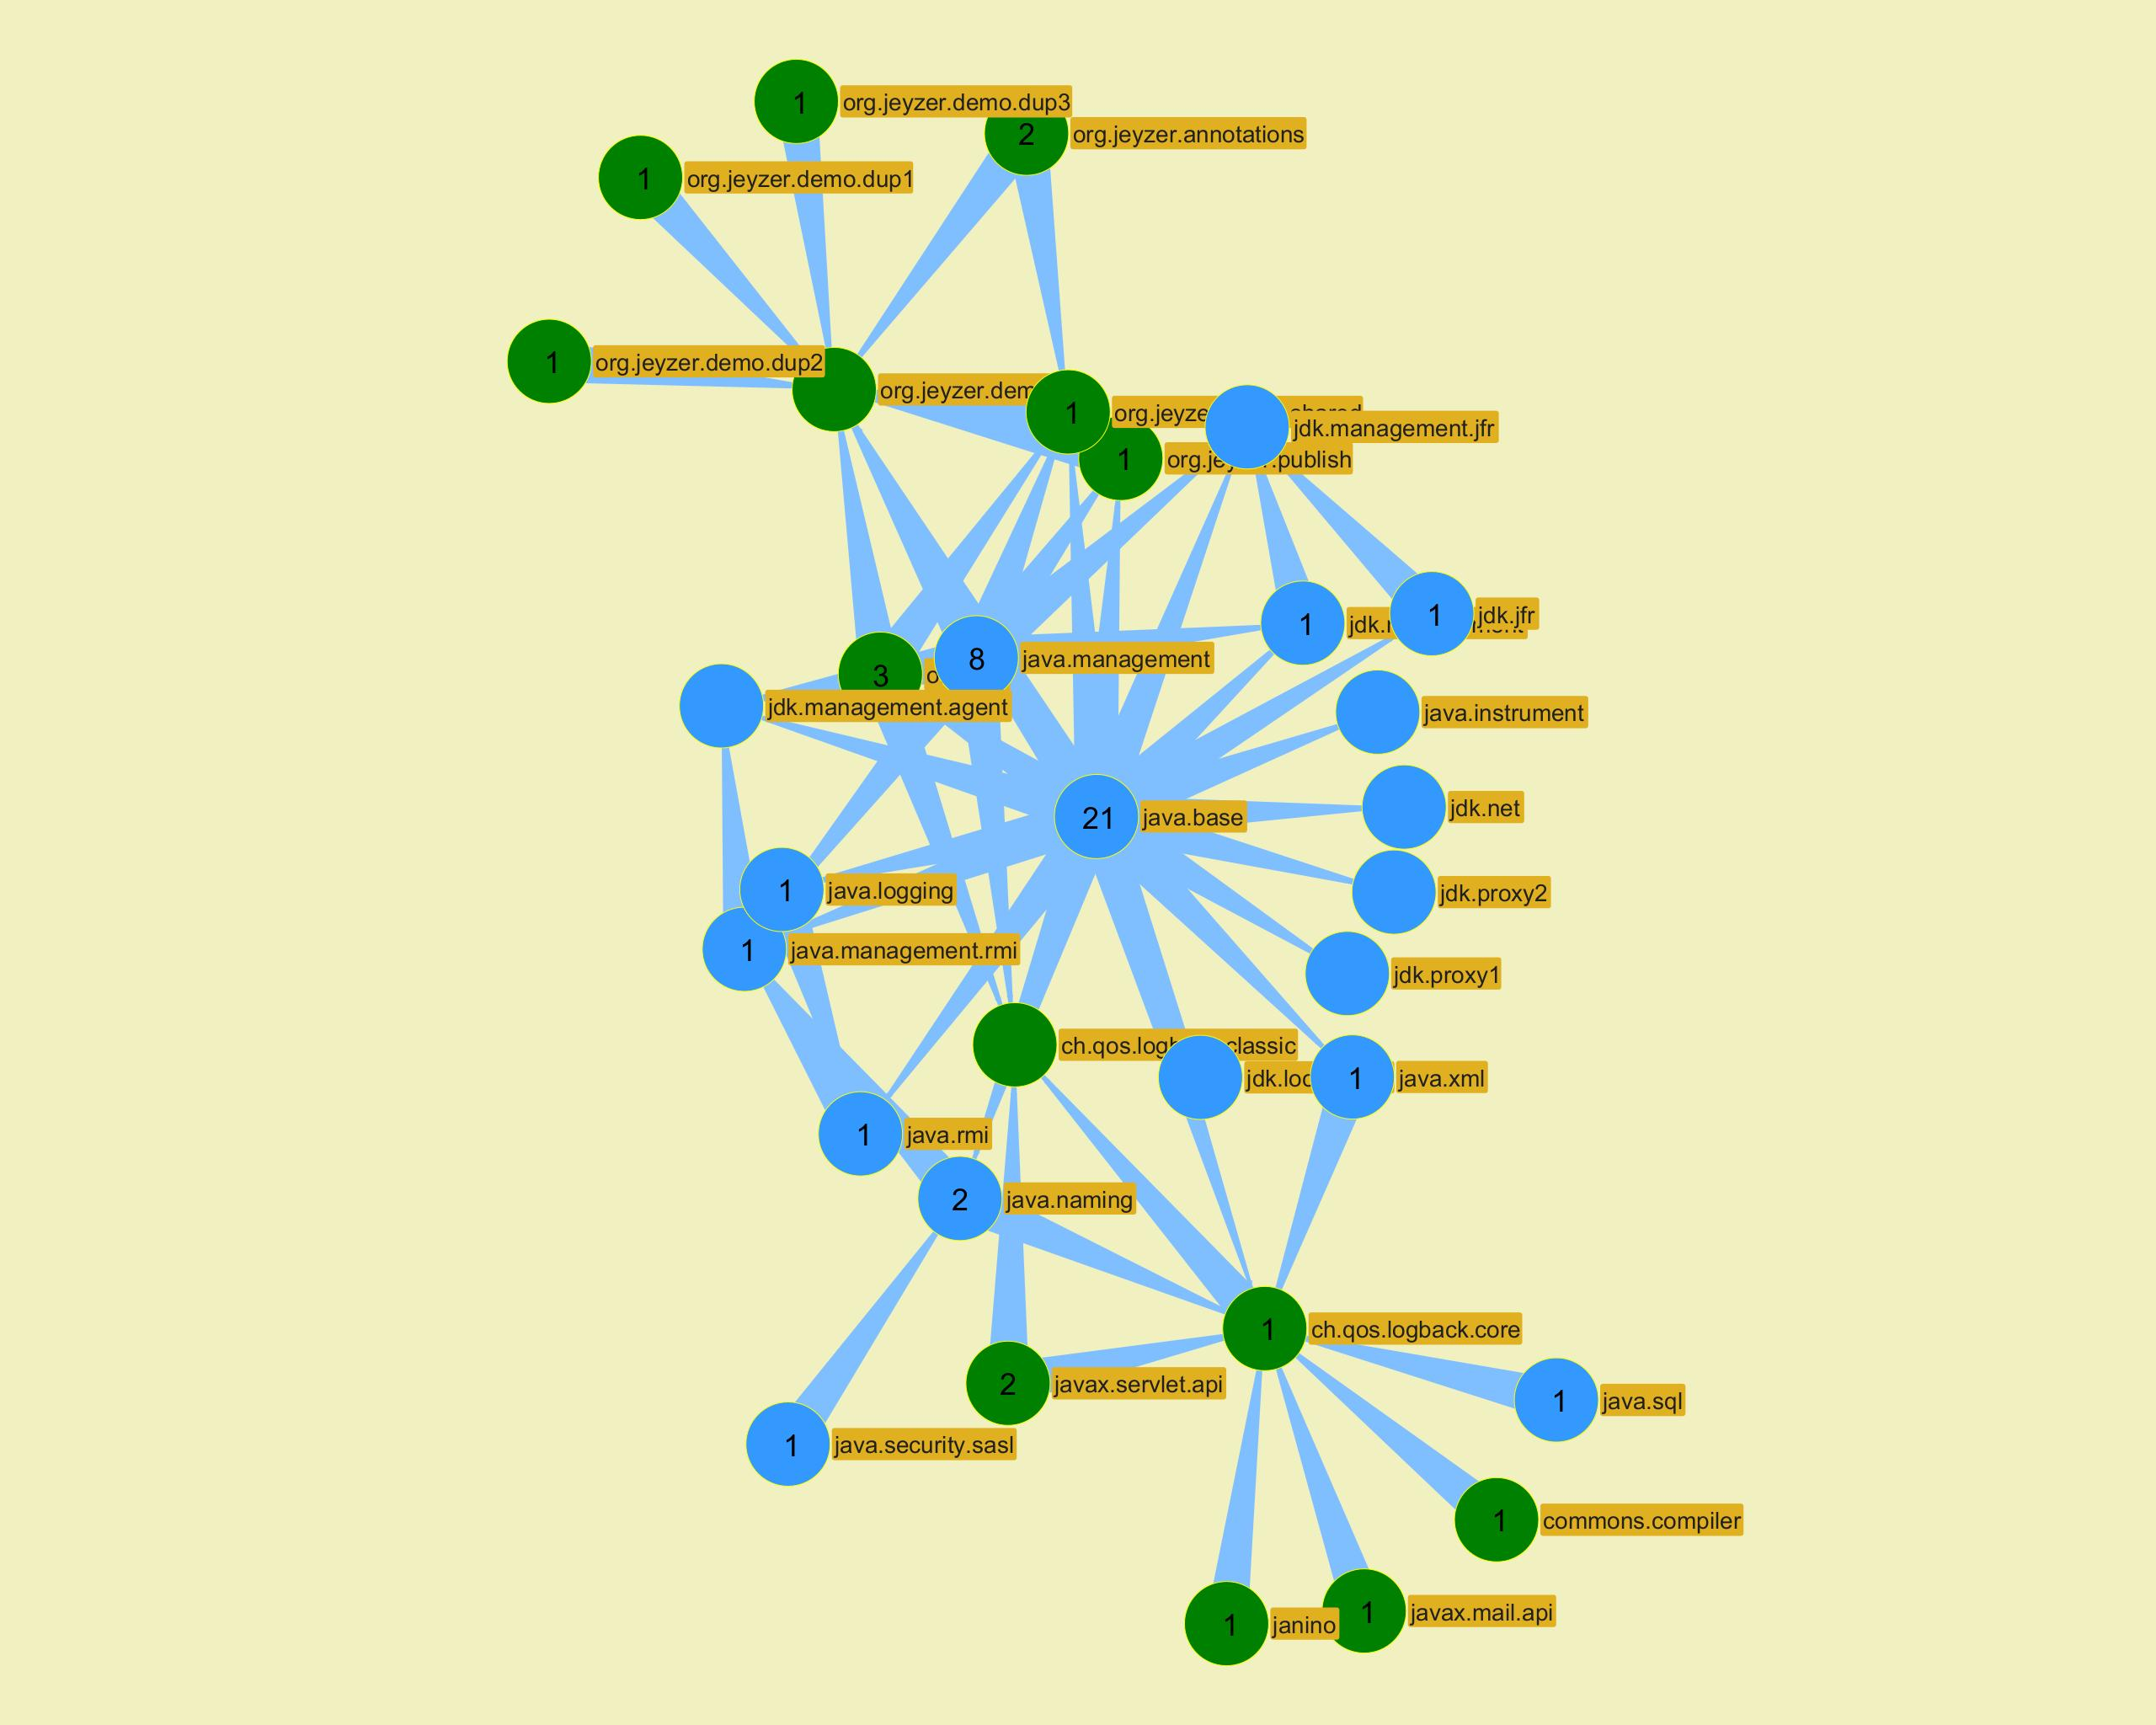 1 org.jeyzer.demo.dup3
2 org.jeyzer.annotations
1 org.jeyzer.demo.dup1
1 org.jeyzer.demo.dup2
1
jdk.management.jfr
1
1
1 jdk.jfr
8 java.management
3
jdk.management.agent
java.instrument
jdk.net
21 java.base
1 java.logging
jdk.proxy2
1 java.management.rmi
jdk.proxy1
1 java.xml
1 java.rmi
2 java.naming
1 ch.qos.logback.core
2 javax.servlet.api
1 java.sql
1 java.security.sasl
1 commons.compiler
1 javax.mail.api
1 janino